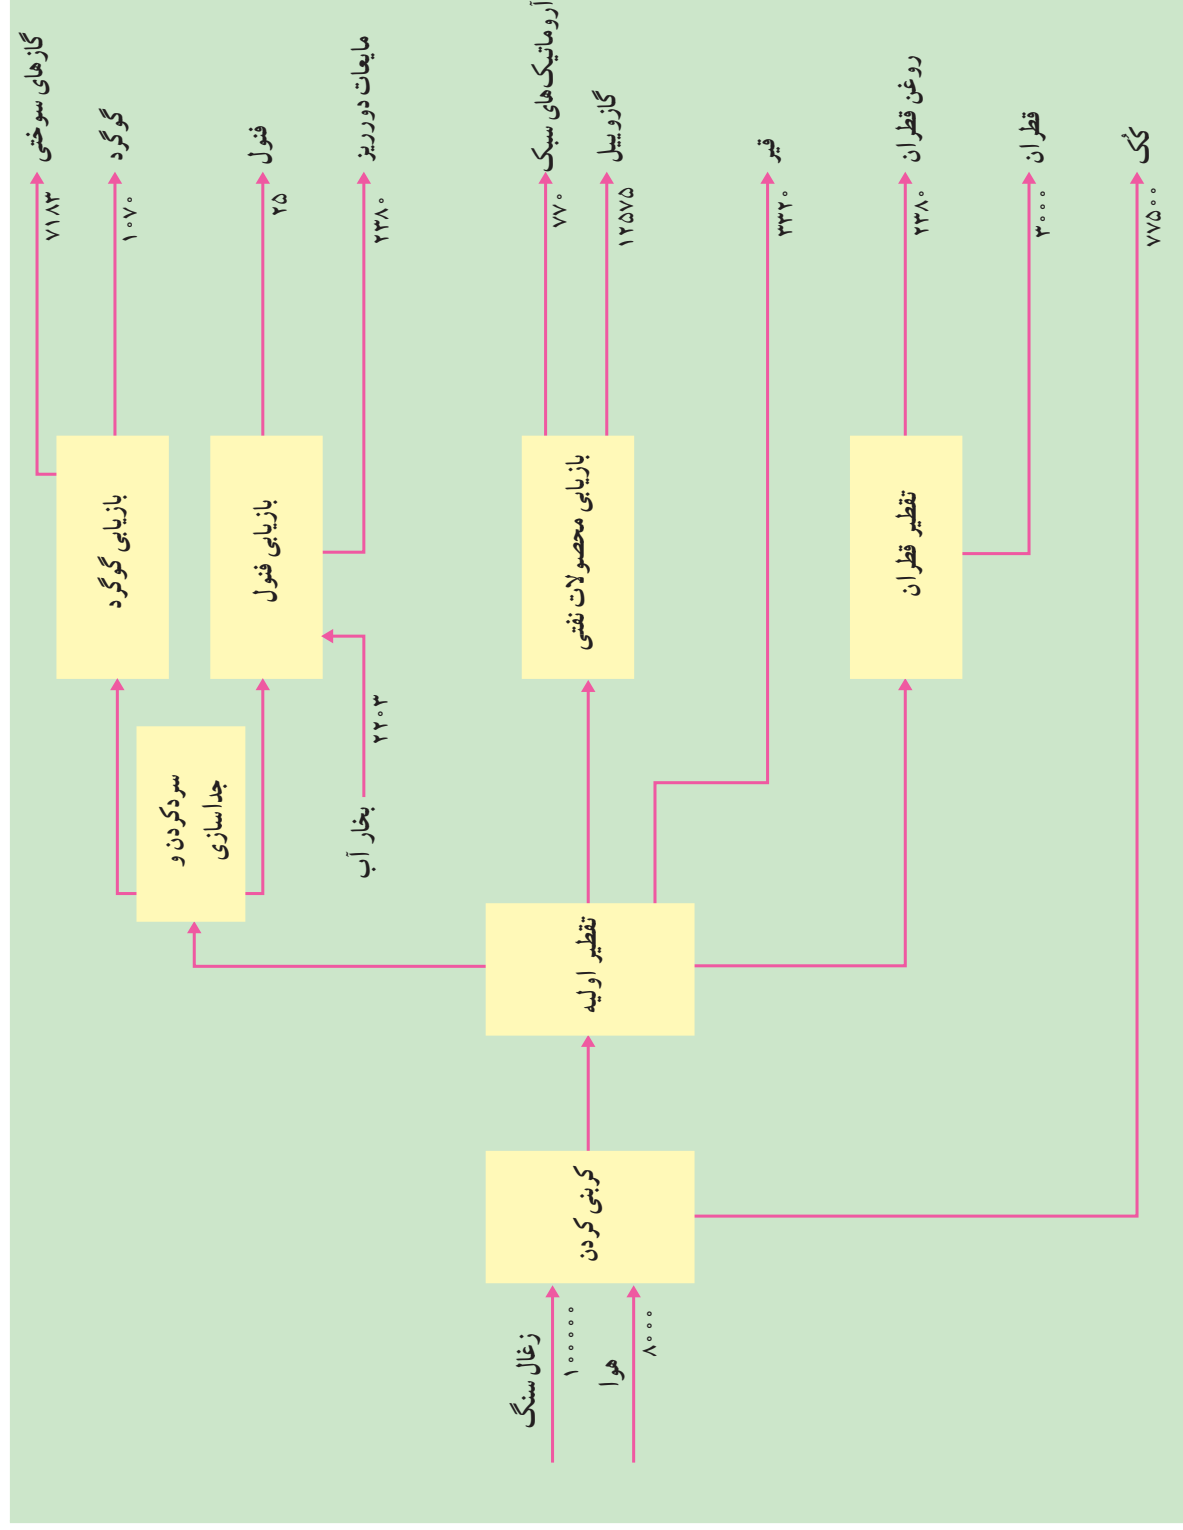 گازهای سوختی
۷۱۸۳
گوگرد
۱۰۷۰
فنول
۲۵
مایعات دورریز
۲۳۸۰
آروماتیک‌های سبک
۷۷۰
گازوییل
۱۲۵۷۵
قیر
۳۳۲۰
روغن قطران
۲۳۸۰
قطران
۳۰۰۰
کُک
۷۷۵۰۰
بازیابی گوگرد
بازیابی فنول
بازیابی محصولات نفتی
تقطیر قطران
سردکردن و
جداسازی
بخار آب
۲۲۰۳
تقطیر اولیه
کربنی کردن
زغال سنگ
۱۰۰۰۰۰
هوا
۸۰۰۰